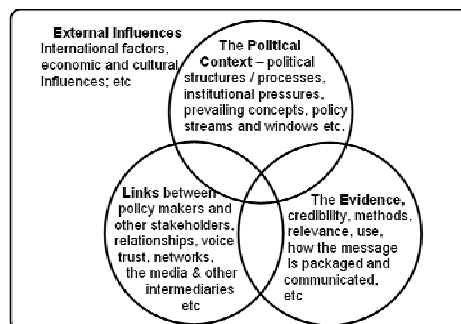 External Influences
International factors,
economic and cultural
Influences; etc
The Political
Context – political
structures / processes,
institutional pressures,
prevailing concepts, policy
streams and windows etc.
Links between
policy makers and
other stakeholders,
relationships, voice
trust, networks,
the media & other
intermediaries
etc
The Evidence,
credibility, methods,
relevance, use,
how the message
is packaged and
communicated,
etc